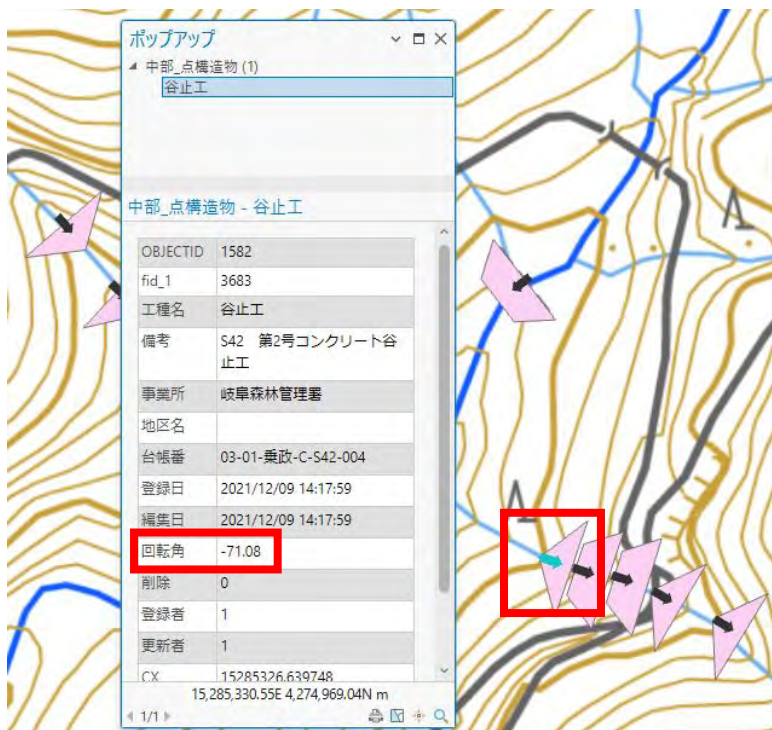 ポップアップ
中部_点構造物 (1)
谷止工
中部_点構造物 - 谷止工
OBJECTID 1582
fid_1 3683
工種名 谷止工
備考 S42 第2号コンクリート谷
止工
事業所 岐阜森林管理署
地区名
台帳番 03-01-乗政-C-S42-004
登録日 2021/12/09 14:17:59
編集日 2021/12/09 14:17:59
回転角 -71.08
削除 0
登録者 1
更新者 1
CX 15285326.639748
15,285,330.55E 4,274,969.04N m
1/1